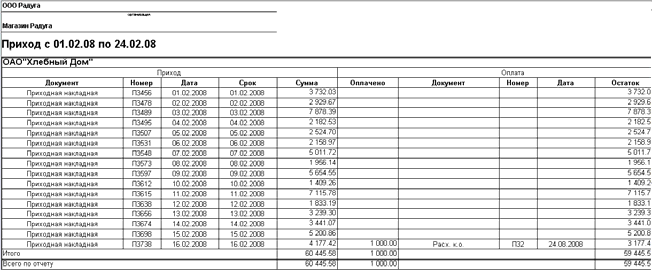 ООО Радуга
организация
Магазин Радуга
Приход с 01.02.08 по 24.02.08
ОАО"Хлебный Дом"
Приход Оплата
Документ Номер Дата Срок Сумма Оплачено Документ Номер Дата Остаток
Приходная накладная П3456 01.02.2008 01.02.2008 3 732.03 3 732.0
Приходная накладная П3478 02.02.2008 02.02.2008 2 929.67 2 929.6
Приходная накладная П3489 03.02.2008 03.02.2008 7 878.39 7 878.3
Приходная накладная П3495 04.02.2008 04.02.2008 2 182.53 2 182.5
Приходная накладная П3507 05.02.2008 05.02.2008 2 524.70 2 524.7
Приходная накладная П3531 06.02.2008 06.02.2008 2 158.97 2 158.9
Приходная накладная П3548 07.02.2008 07.02.2008 5 011.72 5 011.7
Приходная накладная П3573 08.02.2008 08.02.2008 1 956.14 1 956.1
Приходная накладная П3597 09.02.2008 09.02.2008 5 654.55 5 654.5
Приходная накладная П3612 10.02.2008 10.02.2008 1 409.26 1 409.2
Приходная накладная П3615 11.02.2008 11.02.2008 7 115.78 7 115.7
Приходная накладная П3638 12.02.2008 12.02.2008 1 833.19 1 833.1
Приходная накладная П3656 13.02.2008 13.02.2008 3 239.30 3 239.3
Приходная накладная П3674 14.02.2008 14.02.2008 3 441.07 3 441.0
Приходная накладная П3698 15.02.2008 15.02.2008 5 200.86 5 200.8
Приходная накладная П3738 16.02.2008 16.02.2008 4 177.42 1 000.00 Расх. к.о. П32 24.08.2008 3 177.4
Итого 60 445.58 1 000.00 59 445.5
Всего по отчету 60 445.58 1 000.00 59 445.5